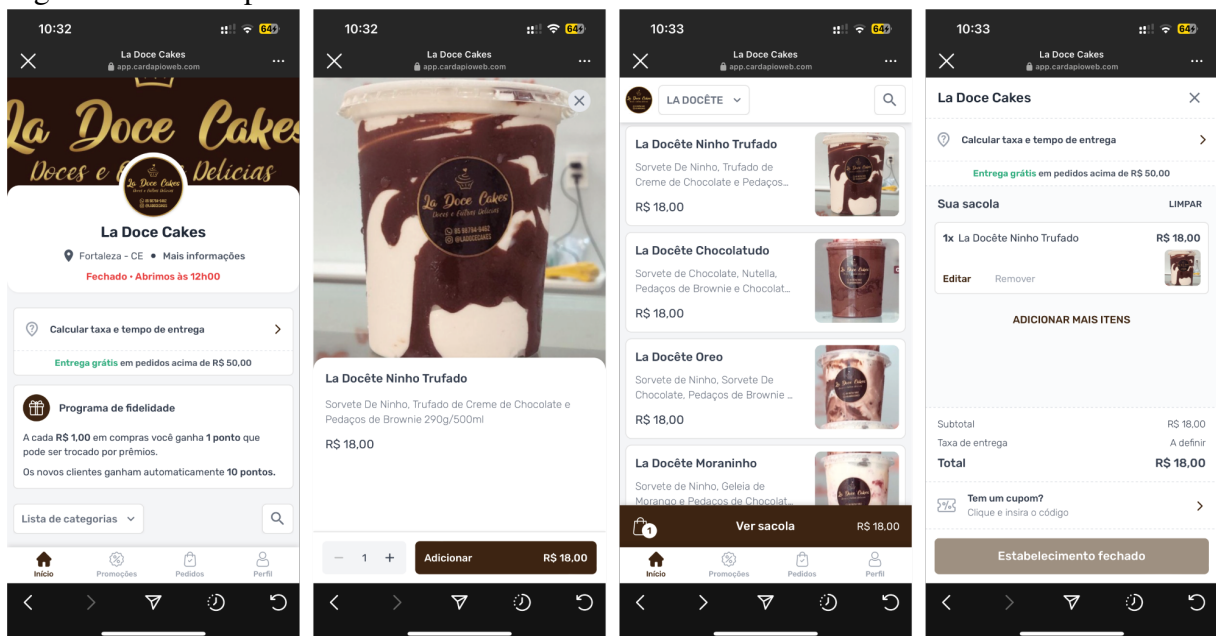 10:32
64
La Doce Cakes
app.cardapioweb.com
La Doce Cakes
Doces e
Delicias
La Doce Cakes
La Doce Cakes
Fortaleza - CE • Mais informações
Fechado • Abrimos às 12h00
Calcular taxa e tempo de entrega
Entrega grátis em pedidos acima de R$ 50,00
Programa de fidelidade
A cada R$ 1,00 em compras você ganha 1 ponto que
pode ser trocado por prêmios.
Os novos clientes ganham automaticamente 10 pontos.
Lista de categorias
Início
Promoções
Pedidos
Perfil
10:32
64
La Doce Cakes
app.cardapioweb.com
La Doce Cakes
Doces e Bolos Delicias
85 98794-9462
@LADOCECAKES
La Docête Ninho Trufado
Sorvete De Ninho, Trufado de Creme de Chocolate e
Pedaços de Brownie 290g/500ml
R$ 18,00
1
Adicionar
R$ 18,00
10:33
64
La Doce Cakes
app.cardapioweb.com
LA DOCÊTE
La Docête Ninho Trufado
Sorvete De Ninho, Trufado de
Creme de Chocolate e Pedaços...
R$ 18,00
La Docête Chocolatudo
Sorvete de Chocolate, Nutella,
Pedaços de Brownie e Chocolat...
R$ 18,00
La Docête Oreo
Sorvete de Ninho, Sorvete De
Chocolate, Pedaços de Brownie ...
R$ 18,00
La Docête Moraninho
Sorvete de Ninho, Geleia de
Morango e Pedaços de Chocolat...
1
Ver sacola
R$ 18,00
Início
Promoções
Pedidos
Perfil
10:33
64
La Doce Cakes
app.cardapioweb.com
La Doce Cakes
Calcular taxa e tempo de entrega
Entrega grátis em pedidos acima de R$ 50,00
Sua sacola
LIMPAR
1x La Docête Ninho Trufado
R$ 18,00
Editar
Remover
ADICIONAR MAIS ITENS
Subtotal
R$ 18,00
Taxa de entrega
A definir
Total
R$ 18,00
Tem um cupom?
Clique e insira o código
Estabelecimento fechado